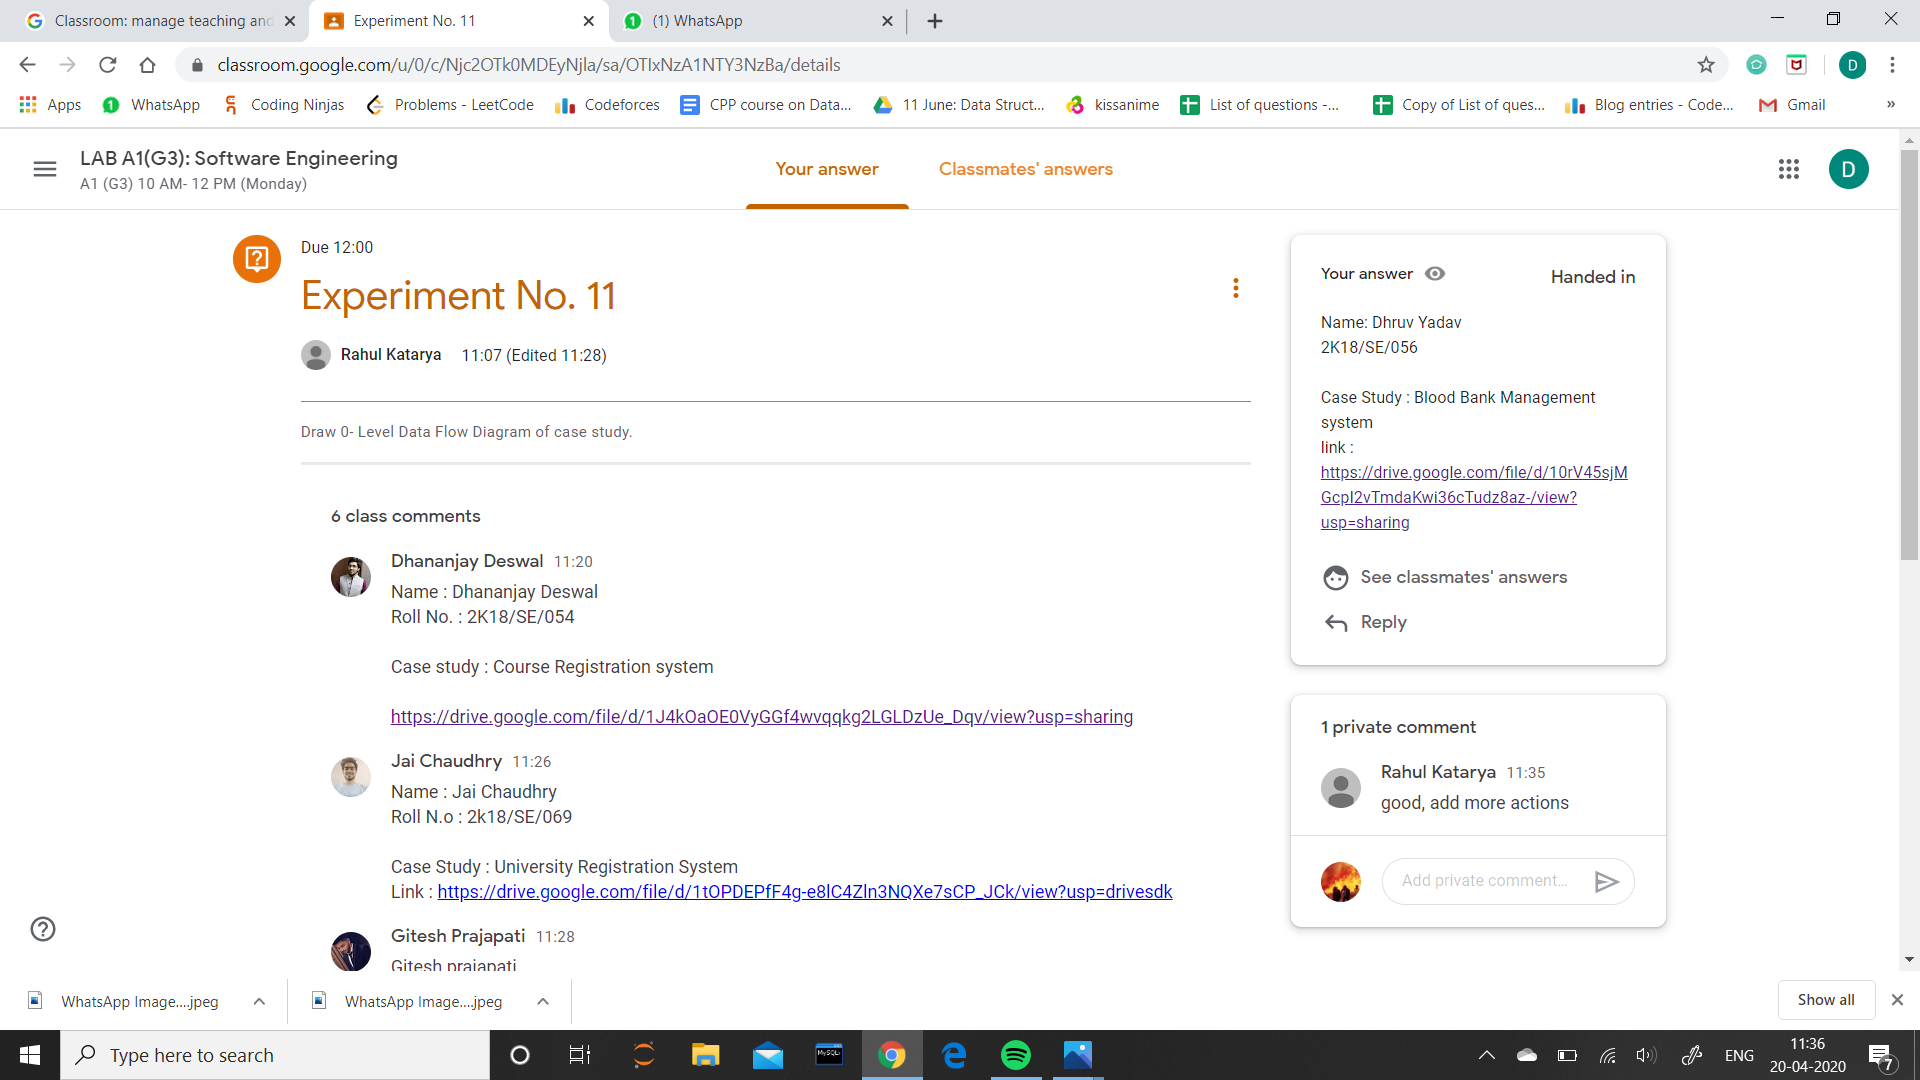 Classroom: manage teaching and
Experiment No. 11
(1) WhatsApp
classroom.google.com/u/0/c/Njc2OTk0MDEyNjla/sa/OTIxNzA1NTY3NzBa/details
D
Apps
WhatsApp
Coding Ninjas
Problems - LeetCode
Codeforces
CPP course on Data...
11 June: Data Struct...
kissanime
List of questions -...
Copy of List of ques...
Blog entries - Code...
Gmail
»
LAB A1(G3): Software Engineering
A1 (G3) 10 AM- 12 PM (Monday)
Your answer
Classmates' answers
D
Due 12:00
Experiment No. 11
Rahul Katarya 11:07 (Edited 11:28)
Draw 0- Level Data Flow Diagram of case study.
6 class comments
Dhananjay Deswal 11:20
Name : Dhananjay Deswal
Roll No. : 2K18/SE/054
Case study : Course Registration system
https://drive.google.com/file/d/1J4kOaOE0VyGGf4wvqqkg2LGLDzUe_Dqv/view?usp=sharing
Jai Chaudhry 11:26
Name : Jai Chaudhry
Roll N.o : 2k18/SE/069
Case Study : University Registration System
Link : https://drive.google.com/file/d/1tOPDEPfF4g-e8lC4Zln3NQXe7sCP_JCk/view?usp=drivesdk
Gitesh Prajapati 11:28
Gitesh prajapati
Your answer
Handed in
Name: Dhruv Yadav
2K18/SE/056
Case Study : Blood Bank Management
system
link :
https://drive.google.com/file/d/10rV45sjM
GcpI2vTmdaKwi36cTudz8az-/view?
usp=sharing
See classmates' answers
Reply
1 private comment
Rahul Katarya 11:35
good, add more actions
Add private comment...
WhatsApp Image....jpeg
WhatsApp Image....jpeg
Show all
Type here to search
MySQL
ENG
11:36
20-04-2020
7